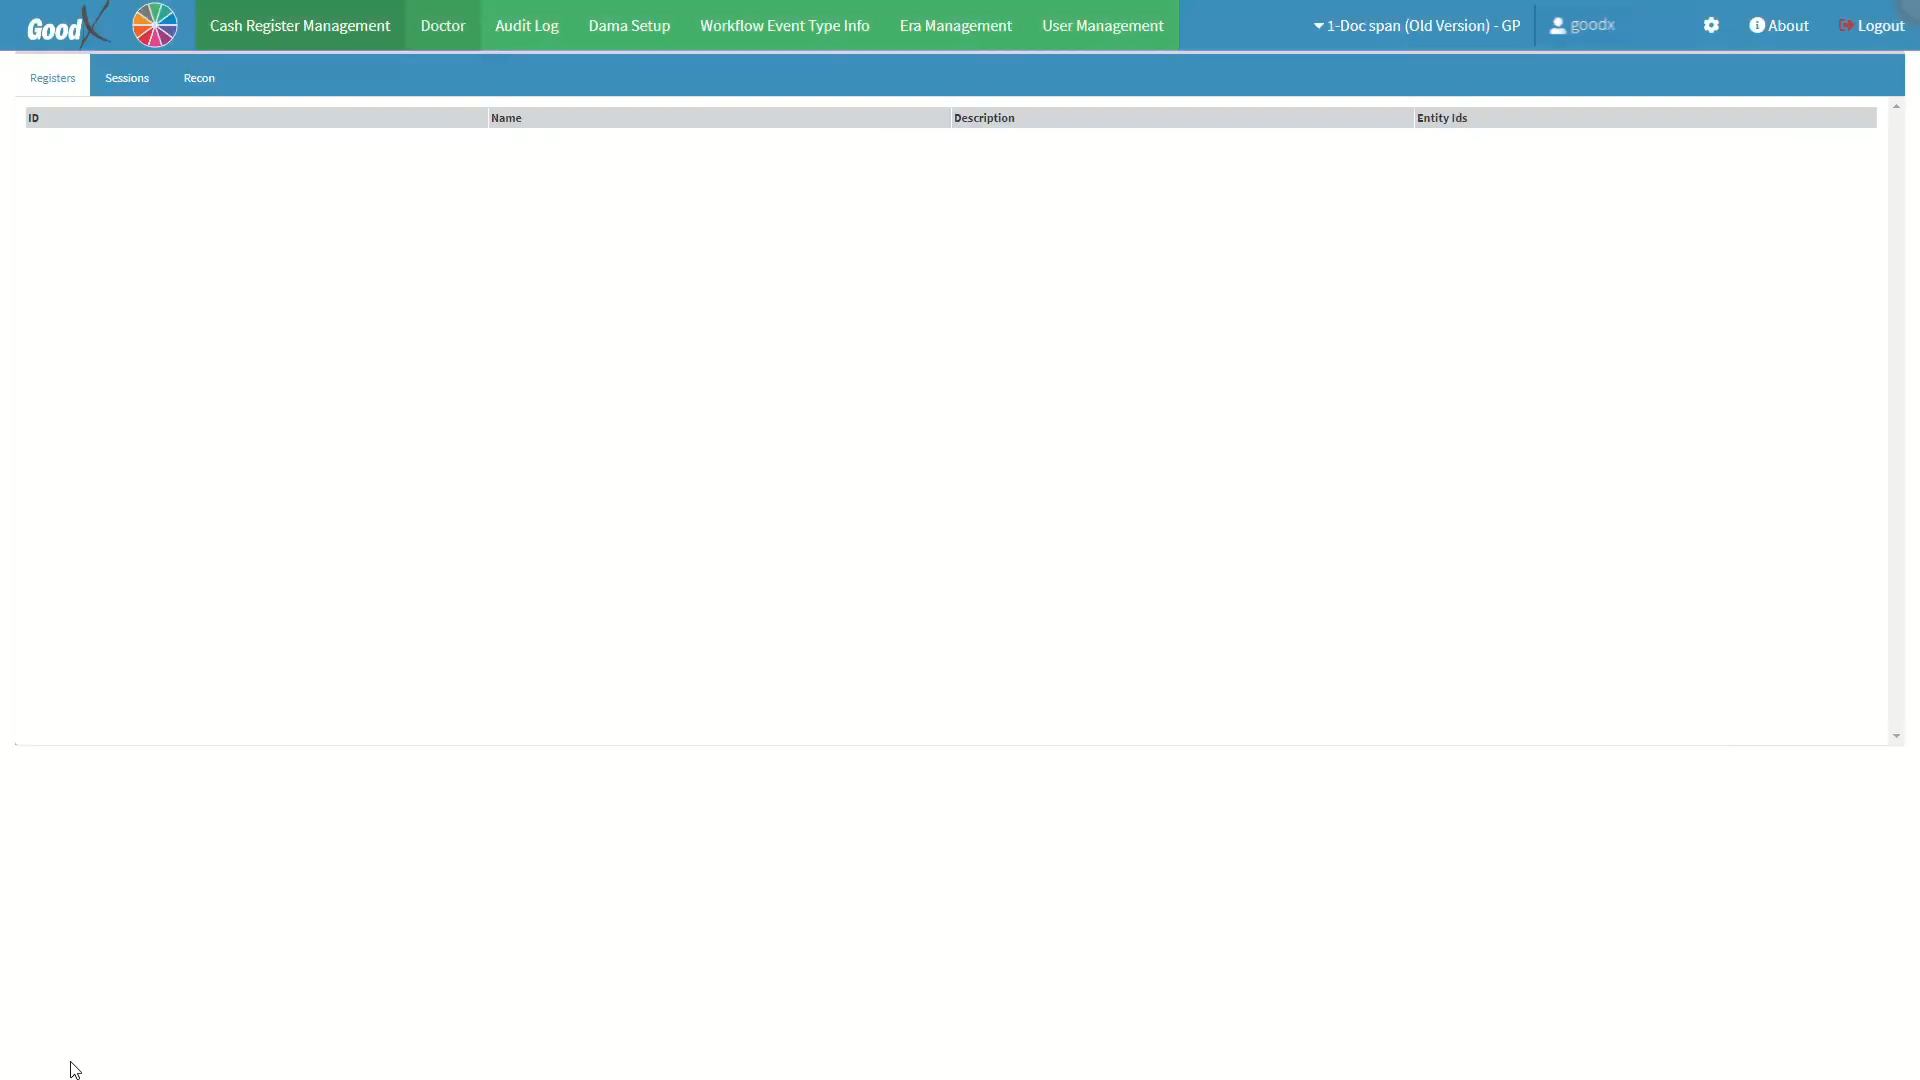 GoodX Cash Register Management Doctor Audit Log Dama Setup Workflow Event Type Info Era Management User Management 1-Doc span (Old Version) - GP goodx About Logout
Registers Sessions Recon
ID Name Description Entity Ids